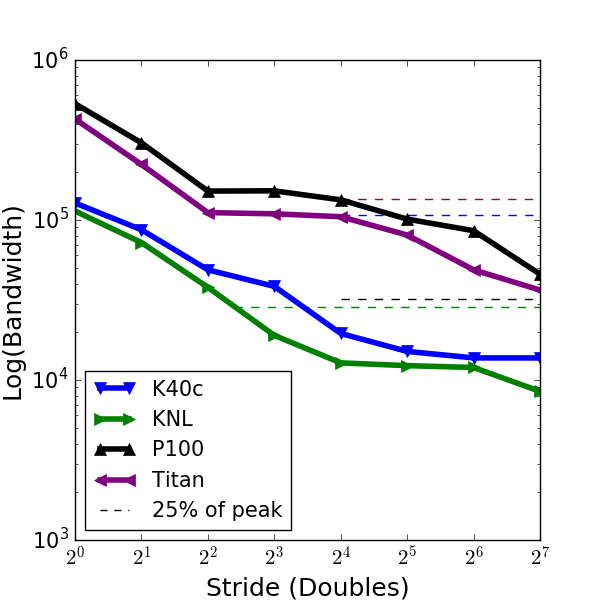 10^6
10^5
10^4
10^3
Log(Bandwidth)
K40c
KNL
P100
Titan
25% of peak
2^0 2^1 2^2 2^3 2^4 2^5 2^6 2^7
Stride (Doubles)